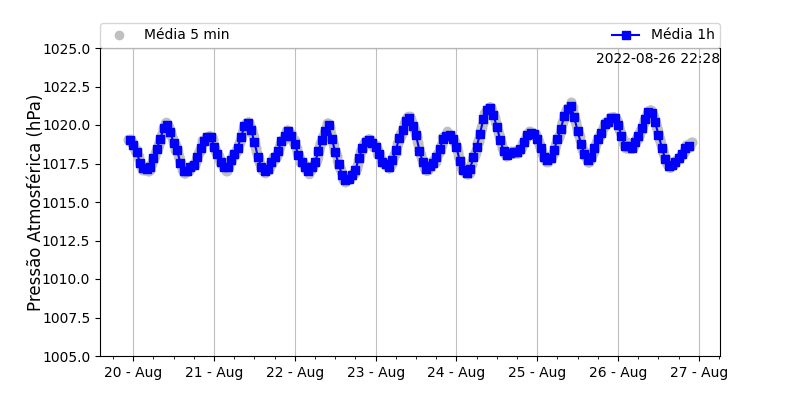 Média 5 min
Média 1h
2022-08-26 22:28
Pressão Atmosférica (hPa)
1025.0
1022.5
1020.0
1017.5
1015.0
1012.5
1010.0
1007.5
1005.0
20 - Aug
21 - Aug
22 - Aug
23 - Aug
24 - Aug
25 - Aug
26 - Aug
27 - Aug